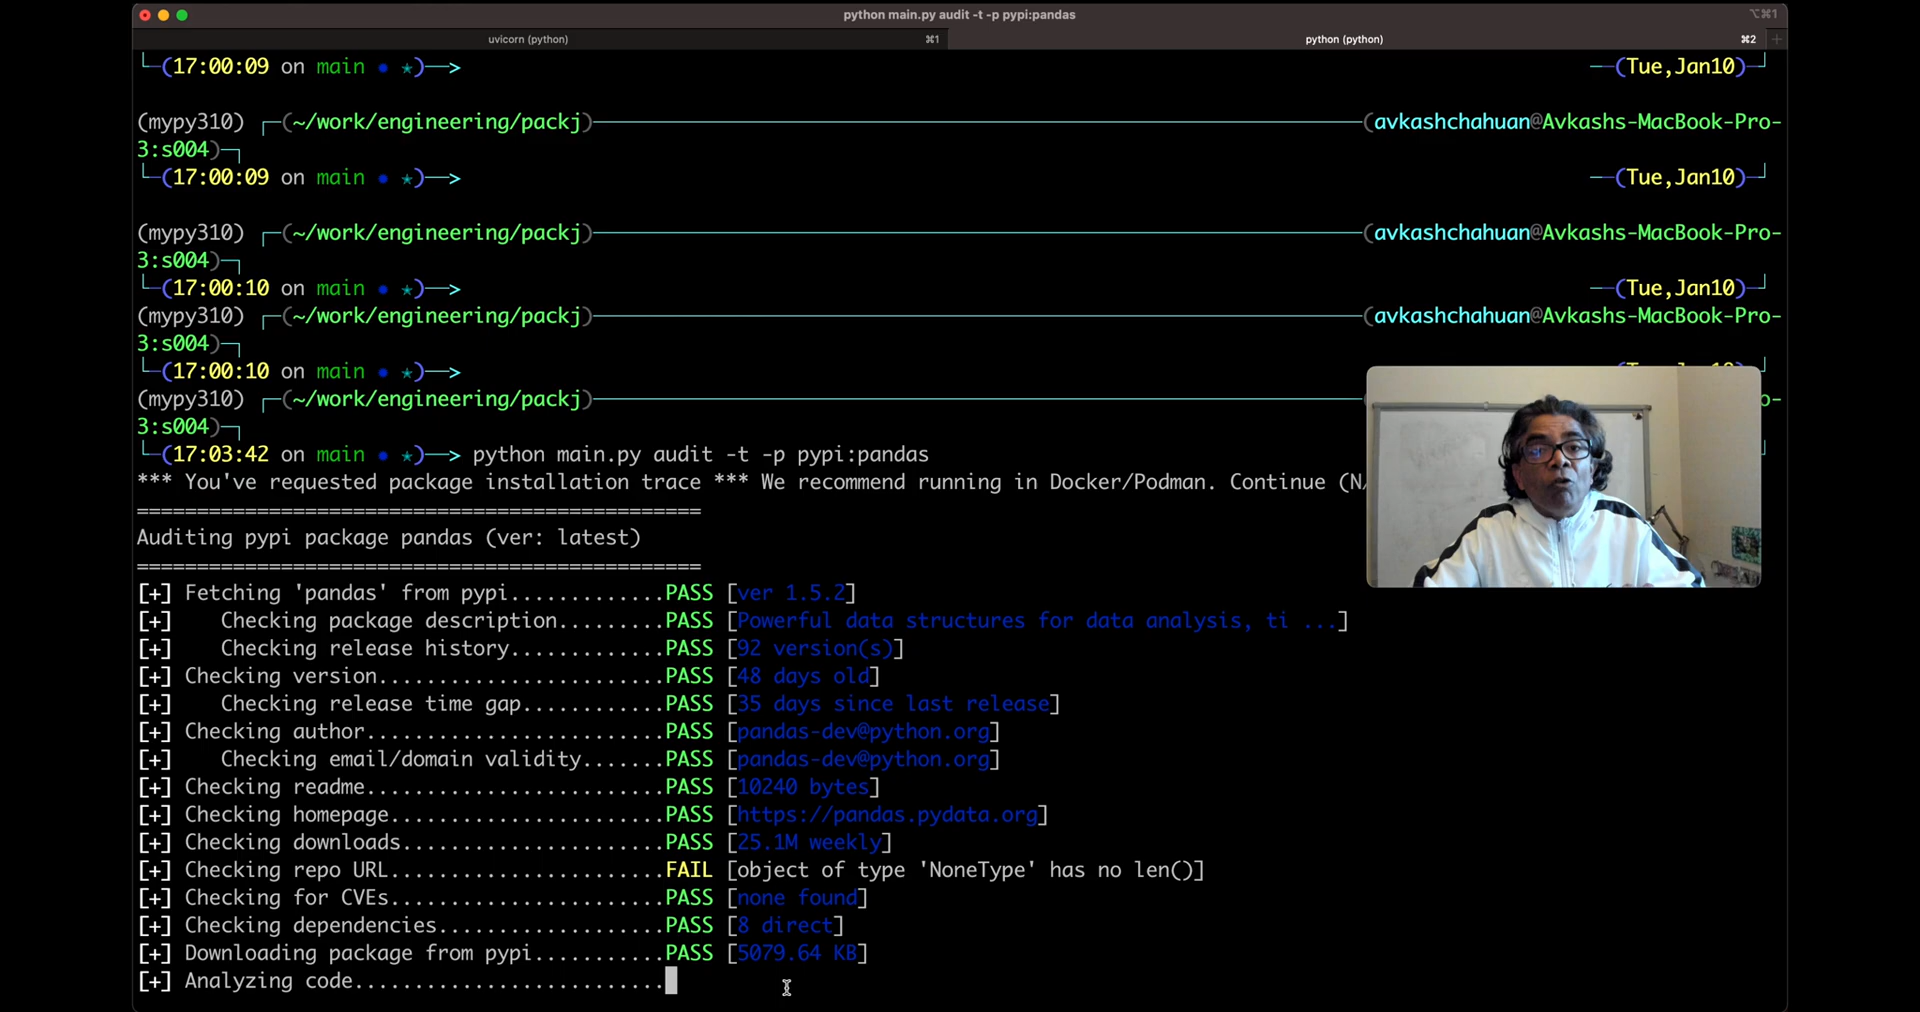 python main.py audit -t -p pypi:pandas
⌥⌘1
uvicorn (python) ⌘1 python (python) ⌘2 +
└─(17:00:09 on main ● ✭)──> ──(Tue,Jan10)─┘
(mypy310) ┌─(~/work/engineering/packj)────(avkashchahuan@Avkashs-MacBook-Pro-
3:s004)─┐
└─(17:00:09 on main ● ✭)──> ──(Tue,Jan10)─┘
(mypy310) ┌─(~/work/engineering/packj)────(avkashchahuan@Avkashs-MacBook-Pro-
3:s004)─┐
└─(17:00:10 on main ● ✭)──> ──(Tue,Jan10)─┘
(mypy310) ┌─(~/work/engineering/packj)────(avkashchahuan@Avkashs-MacBook-Pro-
3:s004)─┐
└─(17:00:10 on main ● ✭)──>
(mypy310) ┌─(~/work/engineering/packj)────
3:s004)─┐
└─(17:03:42 on main ● ✭)──> python main.py audit -t -p pypi:pandas
*** You've requested package installation trace *** We recommend running in Docker/Podman. Continue (N/
===============================================
Auditing pypi package pandas (ver: latest)
===============================================
[+] Fetching 'pandas' from pypi.............PASS [ver 1.5.2]
[+]    Checking package description.........PASS [Powerful data structures for data analysis, ti ...]
[+]    Checking release history.............PASS [92 version(s)]
[+] Checking version........................PASS [48 days old]
[+]    Checking release time gap............PASS [35 days since last release]
[+] Checking author.........................PASS [pandas-dev@python.org]
[+]    Checking email/domain validity.......PASS [pandas-dev@python.org]
[+] Checking readme.........................PASS [10240 bytes]
[+] Checking homepage.......................PASS [https://pandas.pydata.org]
[+] Checking downloads......................PASS [25.1M weekly]
[+] Checking repo URL.......................FAIL [object of type 'NoneType' has no len()]
[+] Checking for CVEs.......................PASS [none found]
[+] Checking dependencies...................PASS [8 direct]
[+] Downloading package from pypi...........PASS [5079.64 KB]
[+] Analyzing code..........................